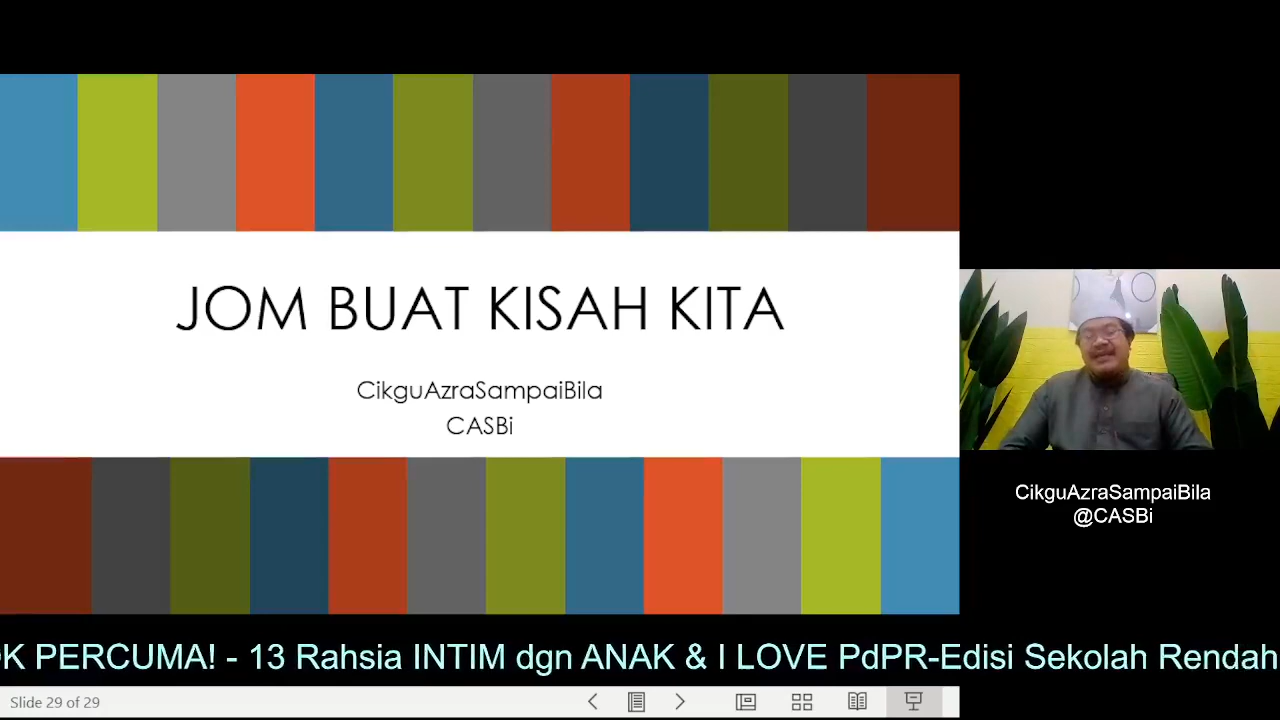 JOM BUAT KISAH KITA
CikguAzraSampaiBila
CASBi
CikguAzraSampaiBila
@CASBi
PERCUMA! - 13 Rahsia INTIM dgn ANAK & I LOVE PdPR-Edisi Sekolah Rendah
Slide 29 of 29